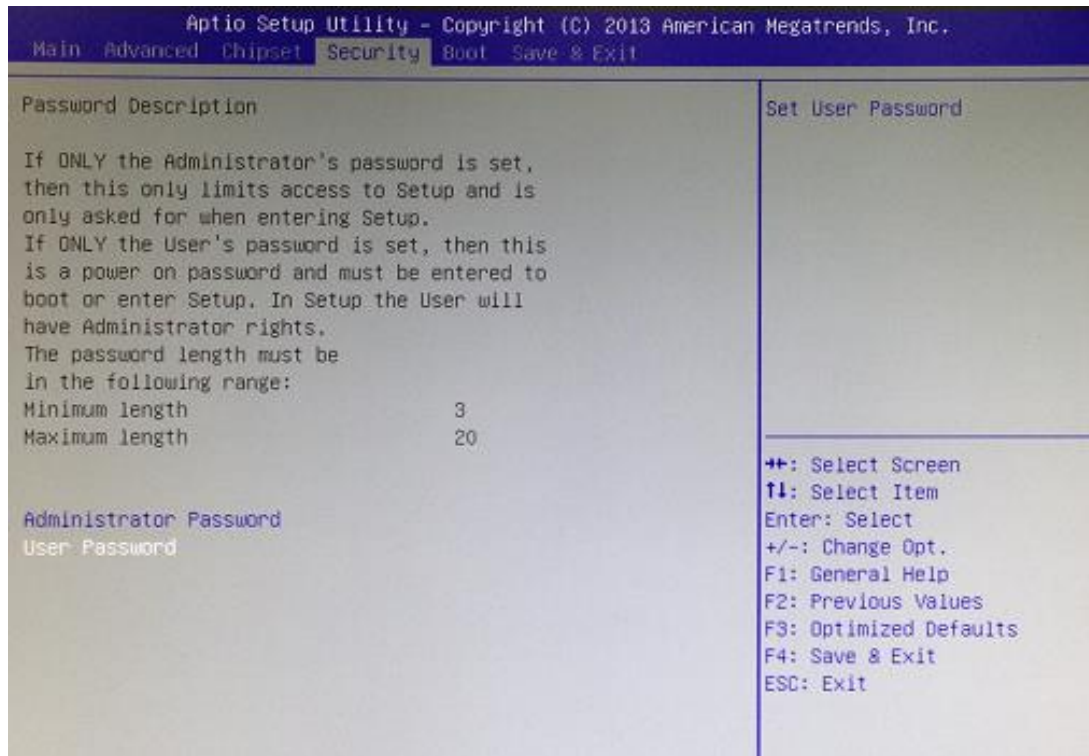 Aptio Setup Utility – Copyright (C) 2013 American Megatrends, Inc.
Main Advanced Chipset Security Boot Save & Exit
Password Description
If ONLY the Administrator's password is set,
then this only limits access to Setup and is
only asked for when entering Setup.
If ONLY the User's password is set, then this
is a power on password and must be entered to
boot or enter Setup. In Setup the User will
have Administrator rights.
The password length must be
in the following range:
Minimum length 3
Maximum length 20
Administrator Password
User Password
Set User Password
→←: Select Screen
↑↓: Select Item
Enter: Select
+/-: Change Opt.
F1: General Help
F2: Previous Values
F3: Optimized Defaults
F4: Save & Exit
ESC: Exit